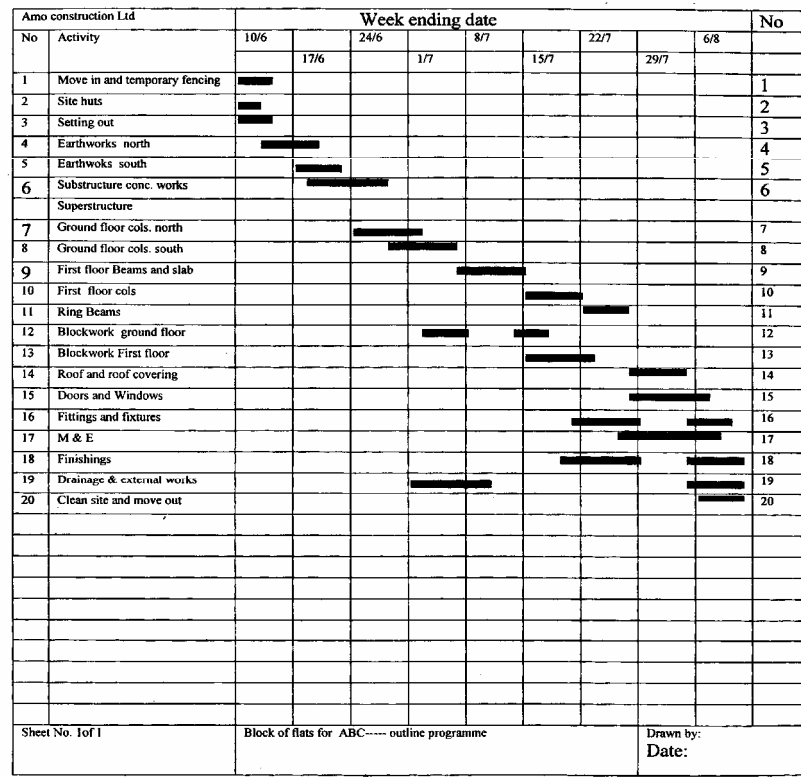 Amo construction Ltd Week ending date No
No Activity 10/6 24/6 8/7 22/7 6/8
17/6 1/7 15/7 29/7
1 Move in and temporary fencing 1
2 Site huts 2
3 Setting out 3
4 Earthworks north 4
5 Earthwoks south 5
6 Substructure conc. works 6
Superstructure
7 Ground floor cols. north 7
8 Ground floor cols. south 8
9 First floor Beams and slab 9
10 First floor cols 10
11 Ring Beams 11
12 Blockwork ground floor 12
13 Blockwork First floor 13
14 Roof and roof covering 14
15 Doors and Windows 15
16 Fittings and fixtures 16
17 M & E 17
18 Finishings 18
19 Drainage & external works 19
20 Clean site and move out 20
Sheet No. 1of 1 Block of flats for ABC----- outline programme Drawn by:
Date: